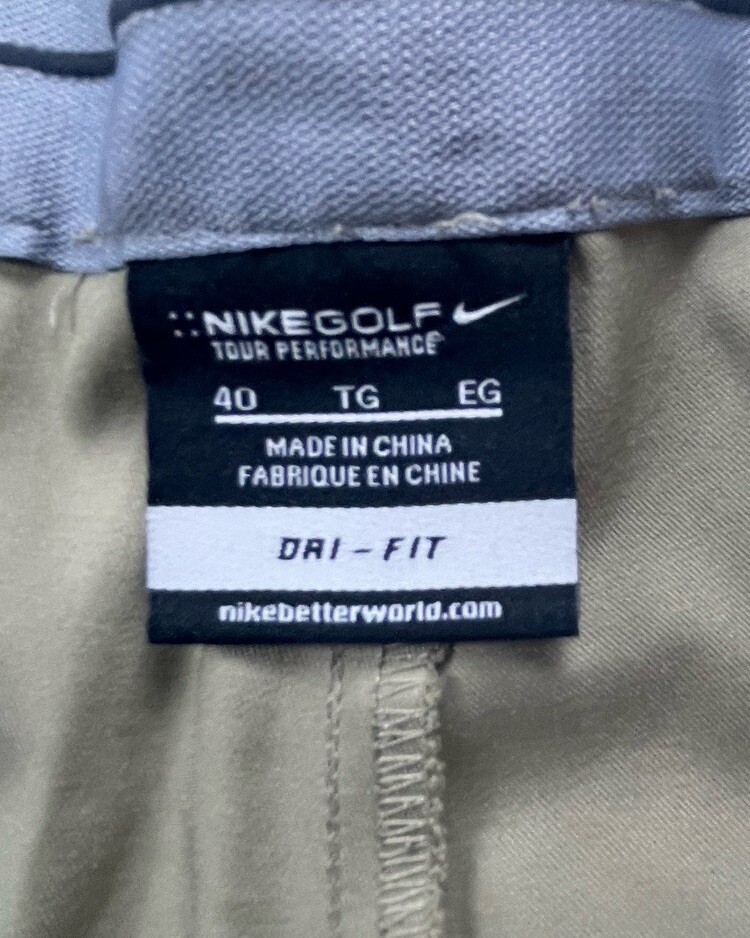 NIKEGOLF
TOUR PERFORMANCE
40 TG EG
MADE IN CHINA
FABRIQUE EN CHINE
DRI-FIT
nikebetterworld.com